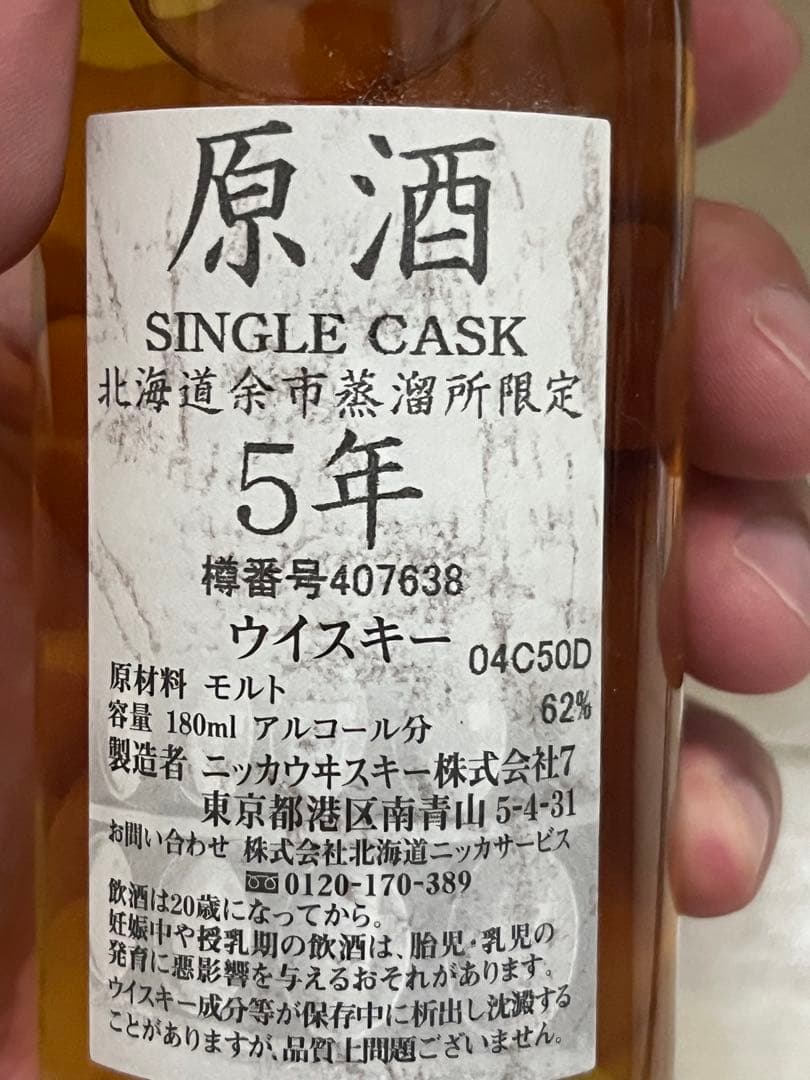 原酒
SINGLE CASK
北海道余市蒸溜所限定
5年
樽番号407638
ウイスキー 04C50D
原材料 モルト
容量 180ml アルコール分 62%
製造者 ニッカウヰスキー株式会社7
東京都港区南青山5-4-31
お問い合わせ 株式会社北海道ニッカサービス
0120-170-389
飲酒は20歳になってから。
妊娠中や授乳期の飲酒は、胎児・乳児の
発育に悪影響を与えるおそれがあります。
ウイスキー成分等が保存中に析出し沈澱する
ことがありますが、品質上問題ございません。